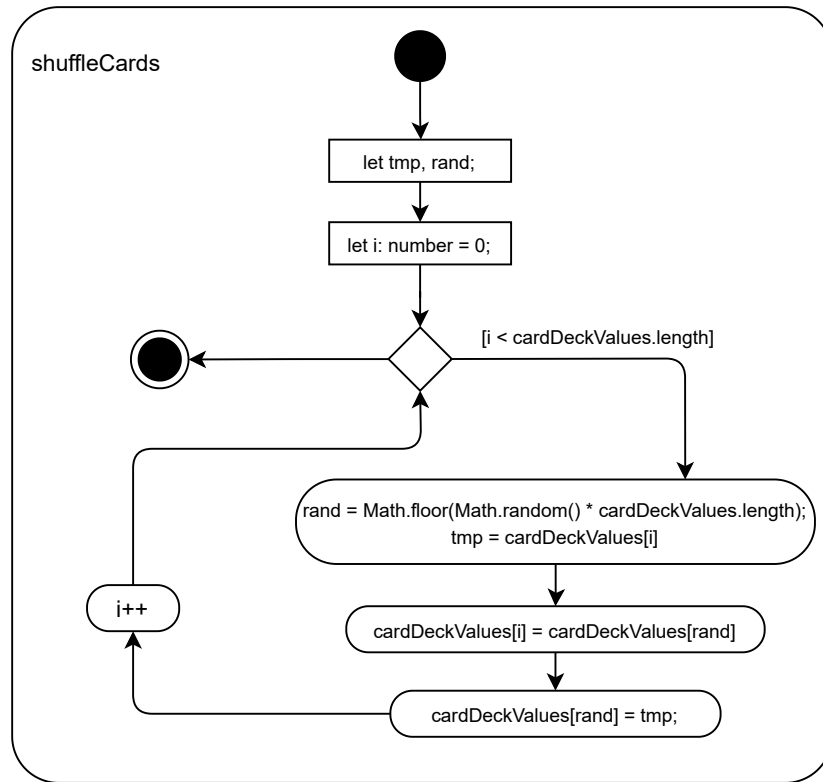 shuffleCards
let tmp, rand;
let i: number = 0;
[i < cardDeckValues.length]
rand = Math.floor(Math.random() * cardDeckValues.length);
tmp = cardDeckValues[i]
i++
cardDeckValues[i] = cardDeckValues[rand]
cardDeckValues[rand] = tmp;